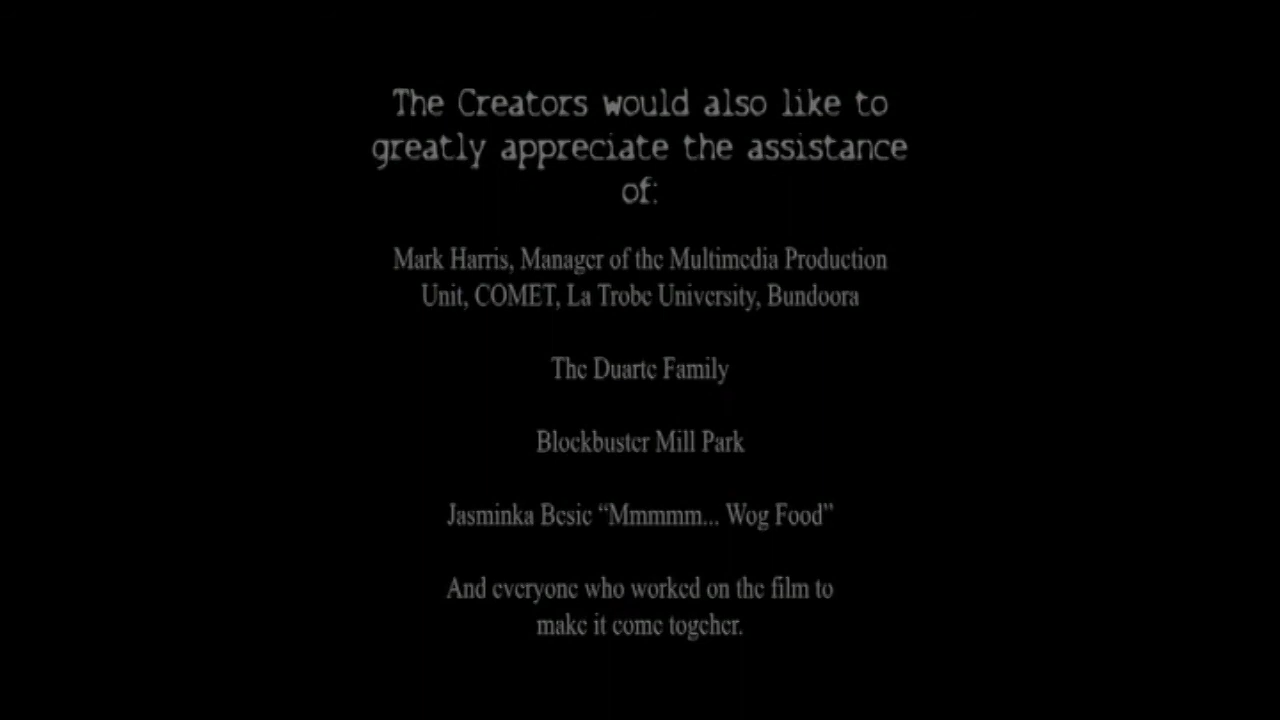 The Creators would also like to
greatly appreciate the assistance
of:
Mark Harris, Manager of the Multimedia Production
Unit, COMET, La Trobe University, Bundoora
The Duarte Family
Blockbuster Mill Park
Jasminka Besic “Mmmmm... Wog Food”
And everyone who worked on the film to
make it come togeher.